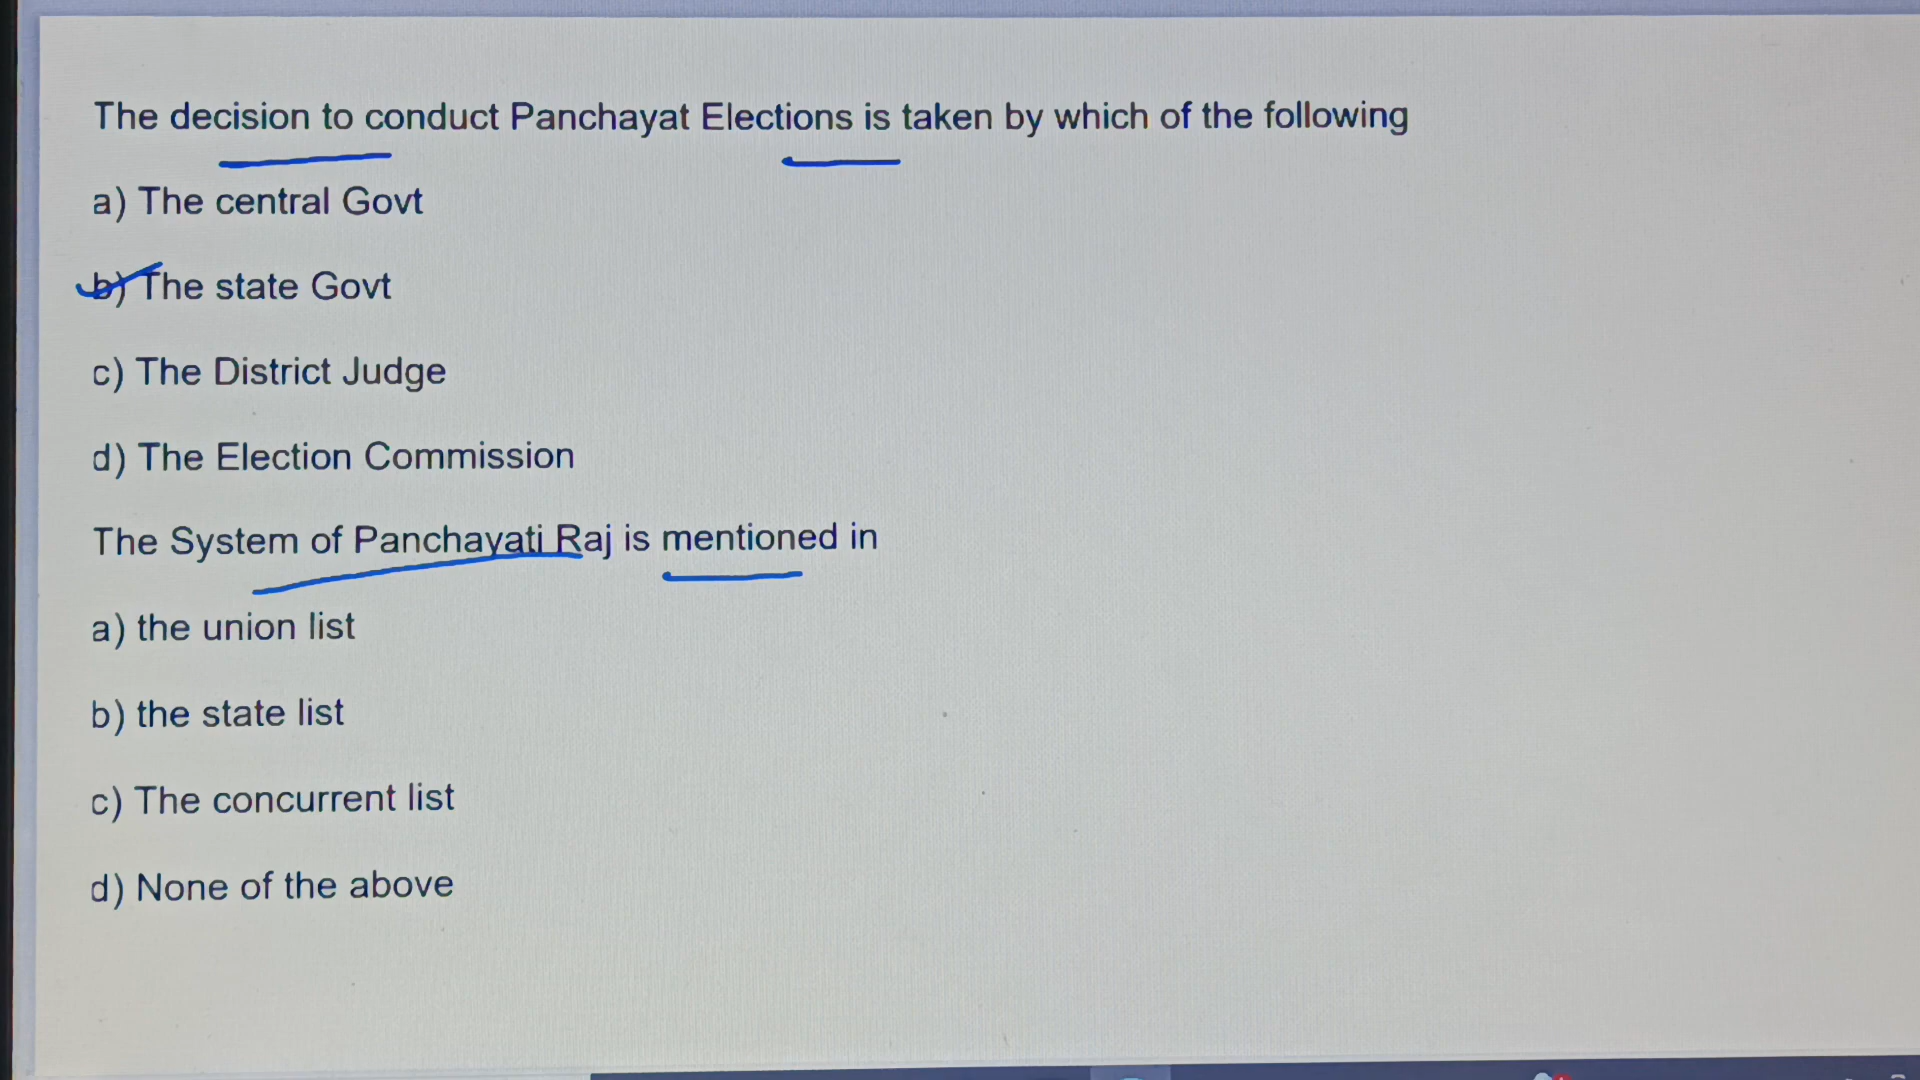 The decision to conduct Panchayat Elections is taken by which of the following
a) The central Govt
b) The state Govt
c) The District Judge
d) The Election Commission
The System of Panchayati Raj is mentioned in
a) the union list
b) the state list
c) The concurrent list
d) None of the above